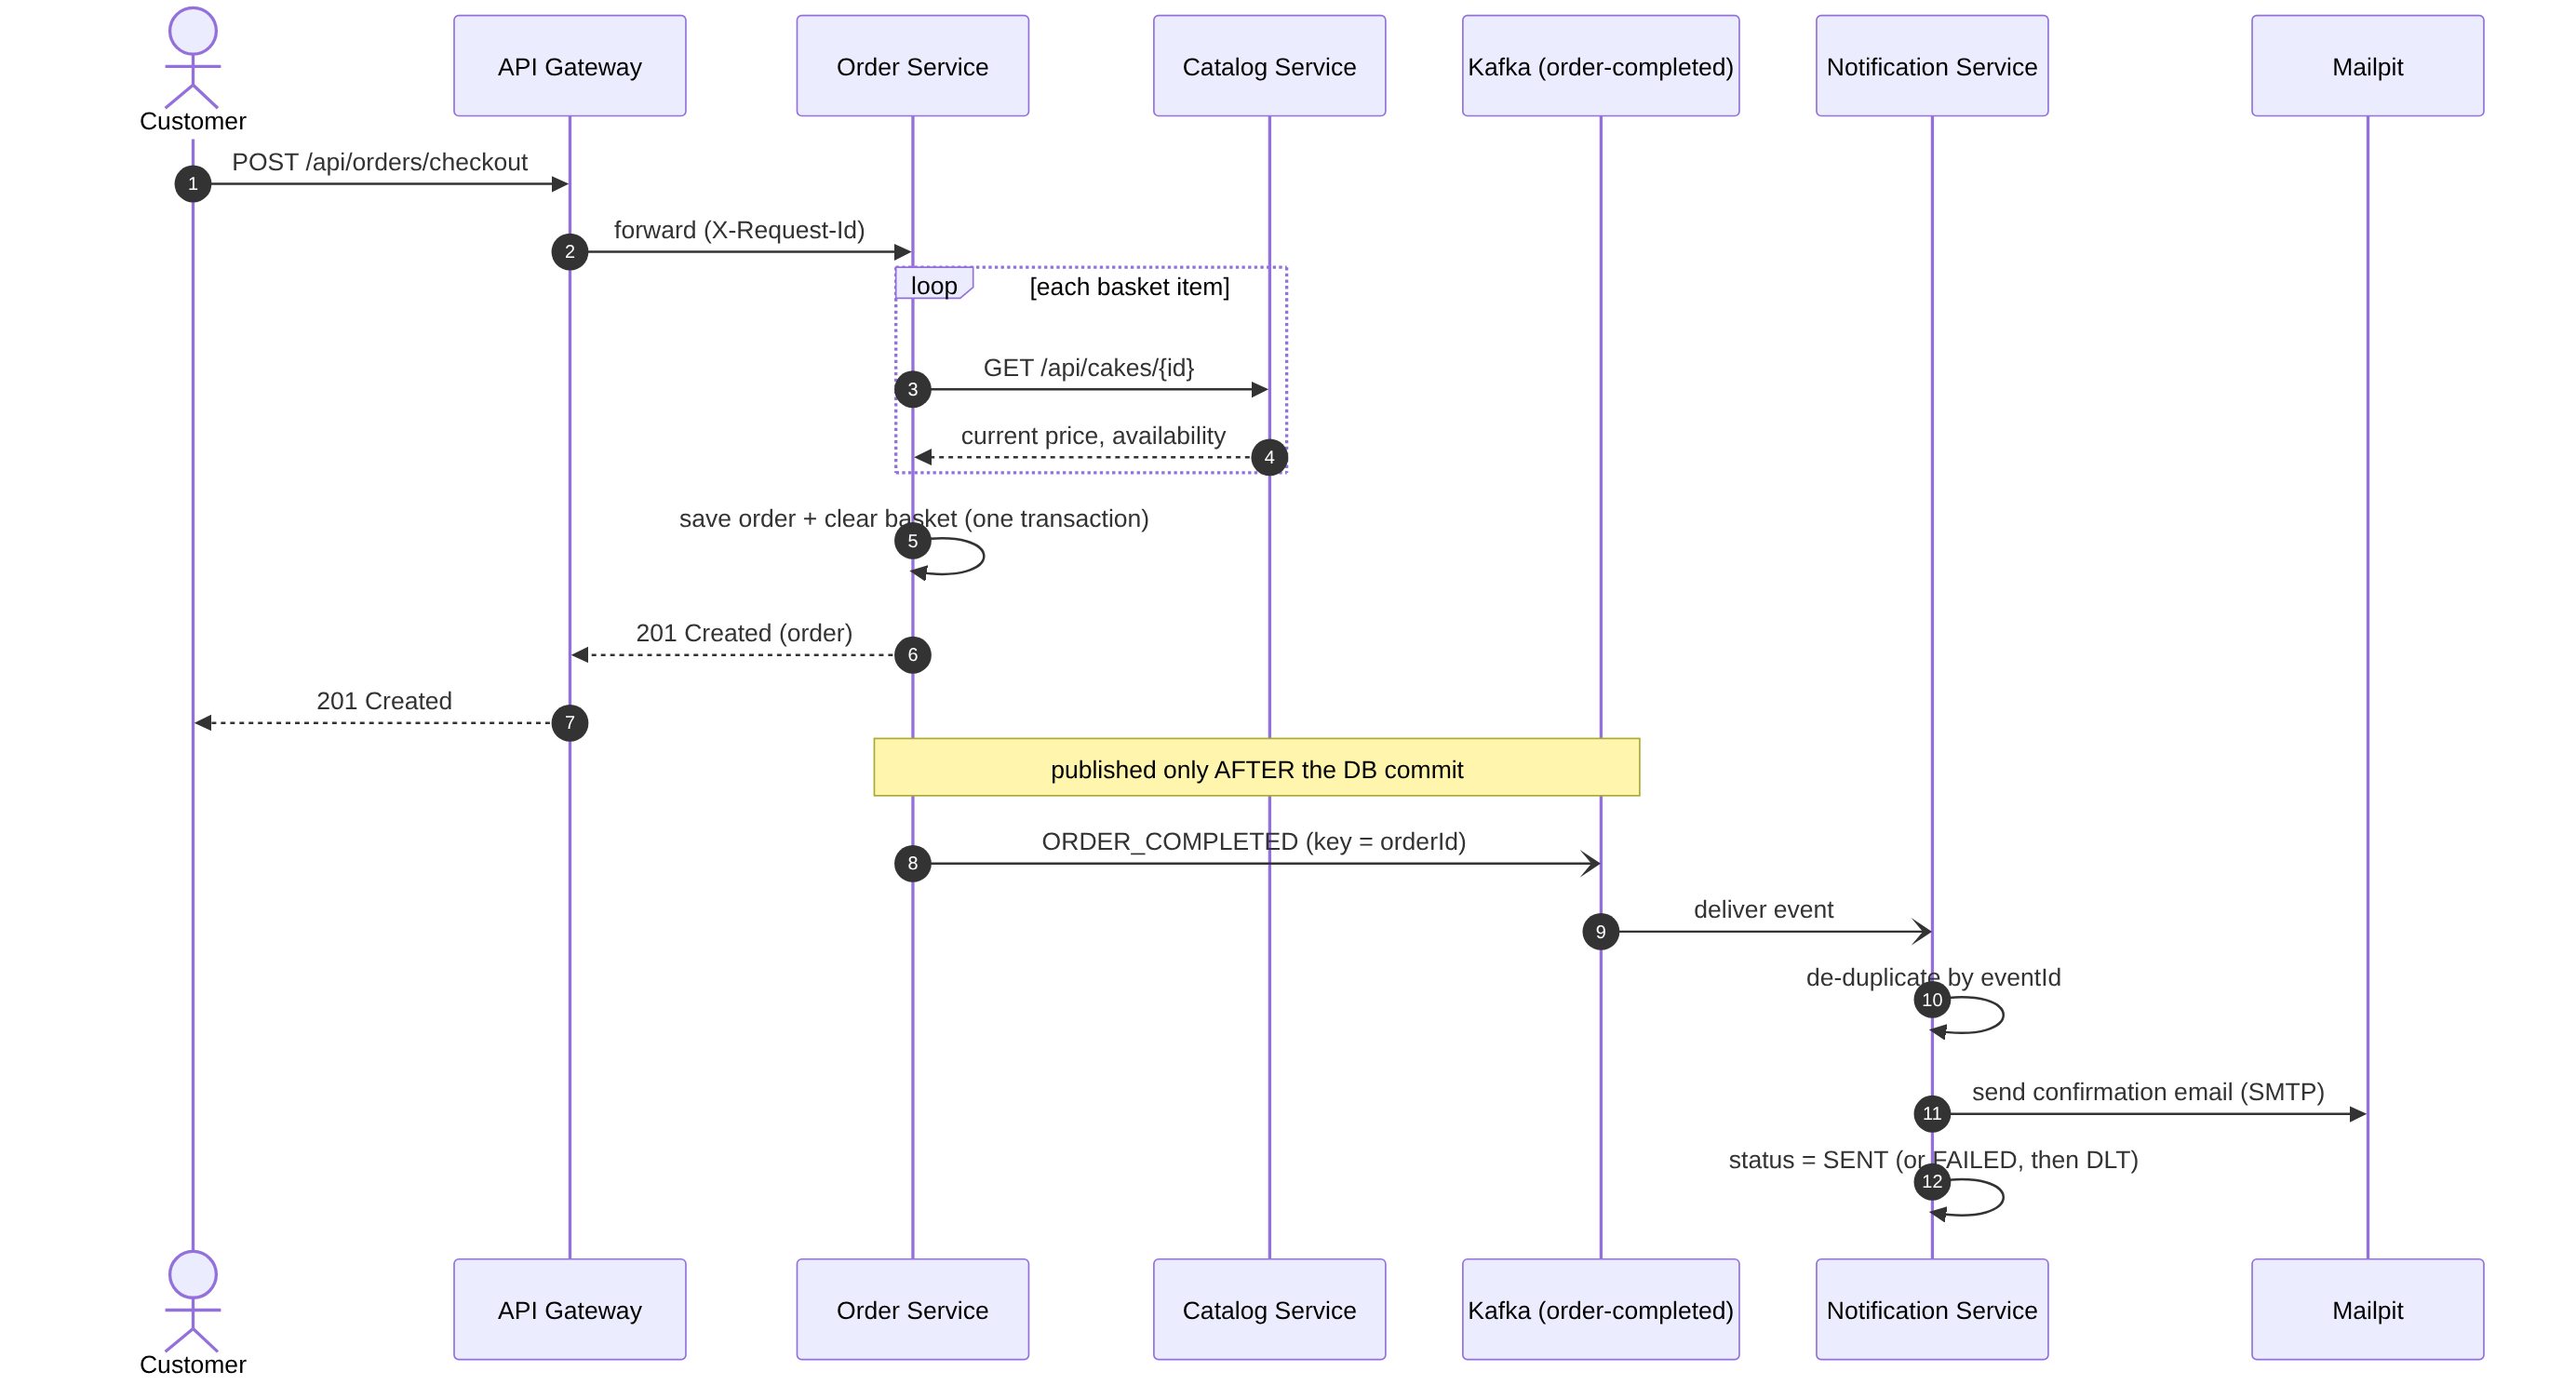 Customer
API Gateway
Order Service
Catalog Service
Kafka (order-completed)
Notification Service
Mailpit
POST /api/orders/checkout
1
forward (X-Request-Id)
2
loop
[each basket item]
GET /api/cakes/{id}
3
current price, availability
4
save order + clear basket (one transaction)
5
201 Created (order)
6
201 Created
7
published only AFTER the DB commit
ORDER_COMPLETED (key = orderId)
8
deliver event
9
de-duplicate by eventId
10
send confirmation email (SMTP)
11
status = SENT (or FAILED, then DLT)
12
Customer
API Gateway
Order Service
Catalog Service
Kafka (order-completed)
Notification Service
Mailpit